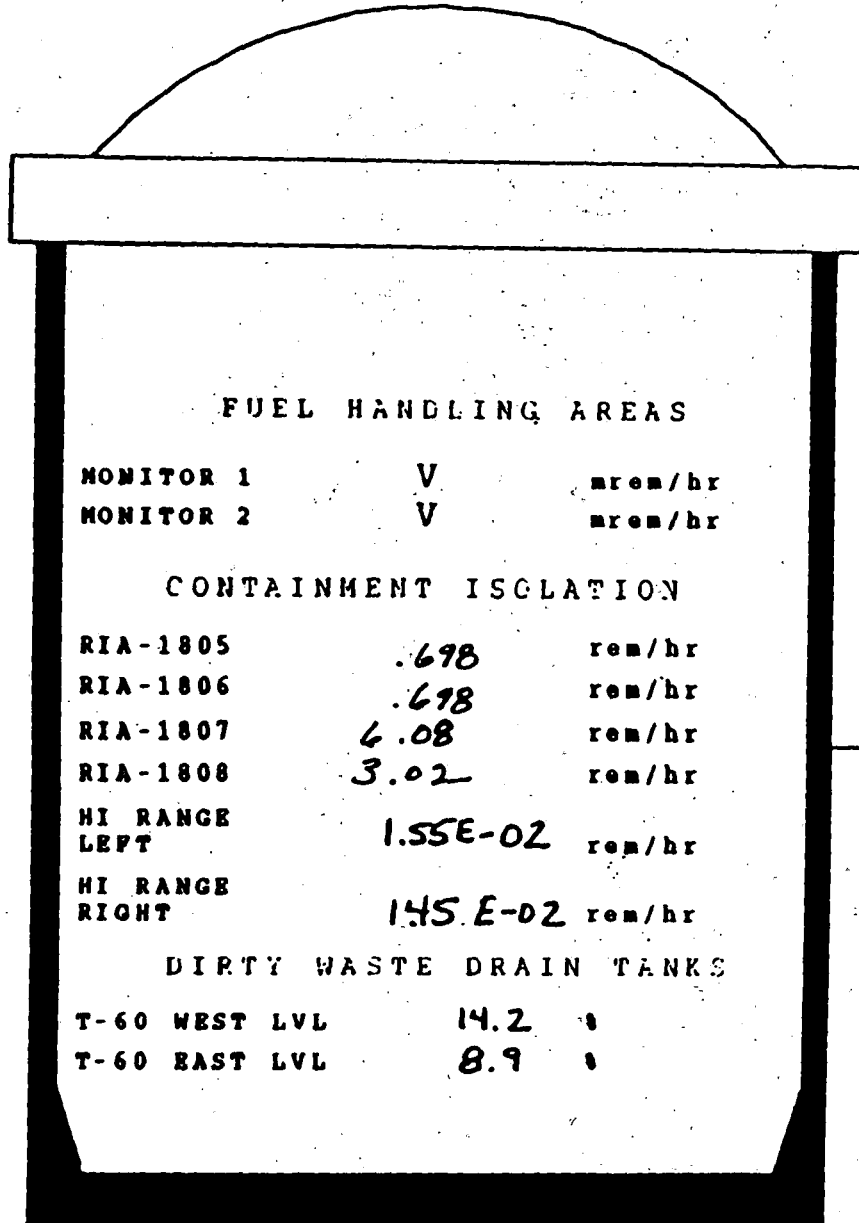 FUEL HANDLING AREAS
MONITOR 1 V mrem/hr
MONITOR 2 V mrem/hr
CONTAINMENT ISOLATION
RIA-1805 .698 rem/hr
RIA-1806 .698 rem/hr
RIA-1807 6.08 rem/hr
RIA-1808 3.02 rem/hr
HI RANGE
LEFT 1.55E-02 rem/hr
HI RANGE
RIGHT 1.45 E-02 rem/hr
DIRTY WASTE DRAIN TANKS
T-60 WEST LVL 14.2 %
T-60 EAST LVL 8.9 %